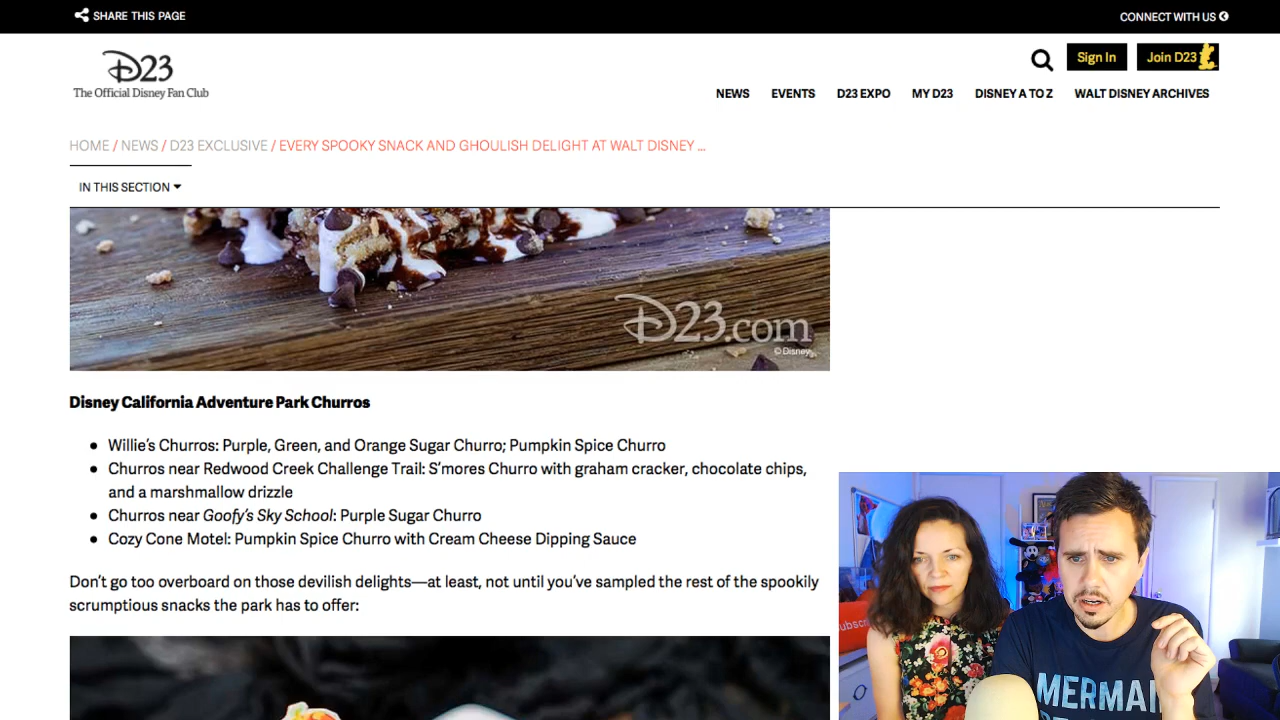 SHARE THIS PAGE
CONNECT WITH US
D23
The Official Disney Fan Club
Sign In
Join D23
NEWS
EVENTS
D23 EXPO
MY D23
DISNEY A TO Z
WALT DISNEY ARCHIVES
HOME / NEWS / D23 EXCLUSIVE / EVERY SPOOKY SNACK AND GHOULISH DELIGHT AT WALT DISNEY ...
IN THIS SECTION
D23.com
© Disney
Disney California Adventure Park Churros
● Willie's Churros: Purple, Green, and Orange Sugar Churro; Pumpkin Spice Churro
● Churros near Redwood Creek Challenge Trail: S'mores Churro with graham cracker, chocolate chips,
and a marshmallow drizzle
● Churros near Goofy's Sky School: Purple Sugar Churro
● Cozy Cone Motel: Pumpkin Spice Churro with Cream Cheese Dipping Sauce
Don't go too overboard on those devilish delights—at least, not until you've sampled the rest of the spookily
scrumptious snacks the park has to offer:
ubscr
MERMA